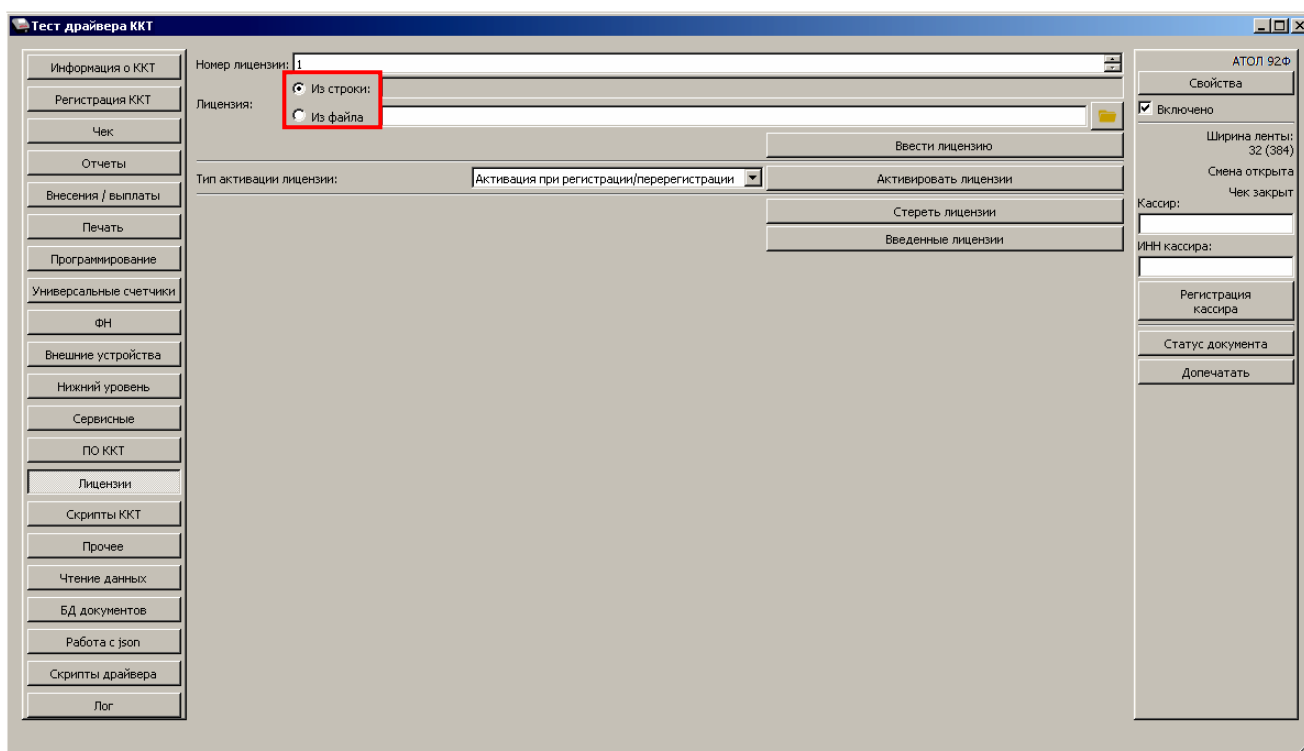 Тест драйвера ККТ
Информация о ККТ
Регистрация ККТ
Чек
Отчеты
Внесения / выплаты
Печать
Программирование
Универсальные счетчики
ФН
Внешние устройства
Нижний уровень
Сервисные
ПО ККТ
Лицензии
Скрипты ККТ
Прочее
Чтение данных
БД документов
Работа с json
Скрипты драйвера
Лог
Номер лицензии: 1
Лицензия:
Из строки:
Из файла
Ввести лицензию
Тип активации лицензии: Активация при регистрации/перерегистрации Активировать лицензии
Стереть лицензии
Введенные лицензии
АТОЛ 92Ф
Свойства
Включено
Ширина ленты:
32 (384)
Смена открыта
Чек закрыт
Кассир:
ИНН кассира:
Регистрация
кассира
Статус документа
Допечатать